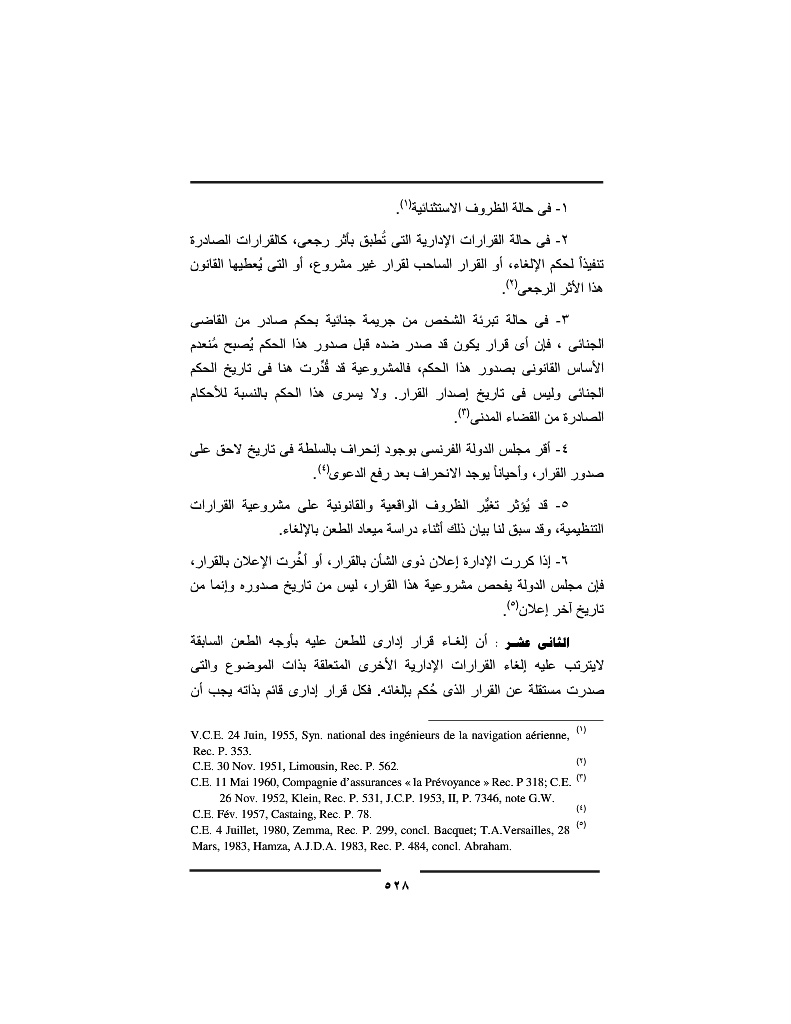 ١- فى حالة الظروف الاستثنائية(١).
٢- فى حالة القرارات الإدارية التى تُطبق بأثر رجعى، كالقرارات الصادرة
تنفيذاً لحكم الإلغاء، أو القرار الساحب لقرار غير مشروع، أو التى يُعطيها القانون
هذا الأثر الرجعى(٢).
٣- فى حالة تبرئة الشخص من جريمة جنائية بحكم صادر من القاضى
الجنائى ، فإن أى قرار يكون قد صدر ضده قبل صدور هذا الحكم يُصبح مُنعدم
الأساس القانونى بصدور هذا الحكم، فالمشروعية قد قُدِّرت هنا فى تاريخ الحكم
الجنائى وليس فى تاريخ إصدار القرار. ولا يسرى هذا الحكم بالنسبة للأحكام
الصادرة من القضاء المدنى(٣).
٤- أقر مجلس الدولة الفرنسى بوجود إنحراف بالسلطة فى تاريخ لاحق على
صدور القرار، وأحياناً يوجد الانحراف بعد رفع الدعوى(٤).
٥- قد يُؤثر تغيُّر الظروف الواقعية والقانونية على مشروعية القرارات
التنظيمية، وقد سبق لنا بيان ذلك أثناء دراسة ميعاد الطعن بالإلغاء.
٦- إذا كررت الإدارة إعلان ذوى الشأن بالقرار، أو أخُرت الإعلان بالقرار،
فإن مجلس الدولة يفحص مشروعية هذا القرار، ليس من تاريخ صدوره وإنما من
تاريخ آخر إعلان(٥).
الثانى عشر : أن إلغاء قرار إدارى للطعن عليه بأوجه الطعن السابقة
لايترتب عليه إلغاء القرارات الإدارية الأخرى المتعلقة بذات الموضوع والتى
صدرت مستقلة عن القرار الذى حُكم بإلغائه. فكل قرار إدارى قائم بذاته يجب أن
(١) V.C.E. 24 Juin, 1955, Syn. national des ingénieurs de la navigation aérienne,
Rec. P. 353.
(٢) C.E. 30 Nov. 1951, Limousin, Rec. P. 562.
(٣) C.E. 11 Mai 1960, Compagnie d’assurances « la Prévoyance » Rec. P 318; C.E.
26 Nov. 1952, Klein, Rec. P. 531, J.C.P. 1953, II, P. 7346, note G.W.
(٤) C.E. Fév. 1957, Castaing, Rec. P. 78.
(٥) C.E. 4 Juillet, 1980, Zemma, Rec. P. 299, concl. Bacquet; T.A.Versailles, 28
Mars, 1983, Hamza, A.J.D.A. 1983, Rec. P. 484, concl. Abraham.
٥٢٨